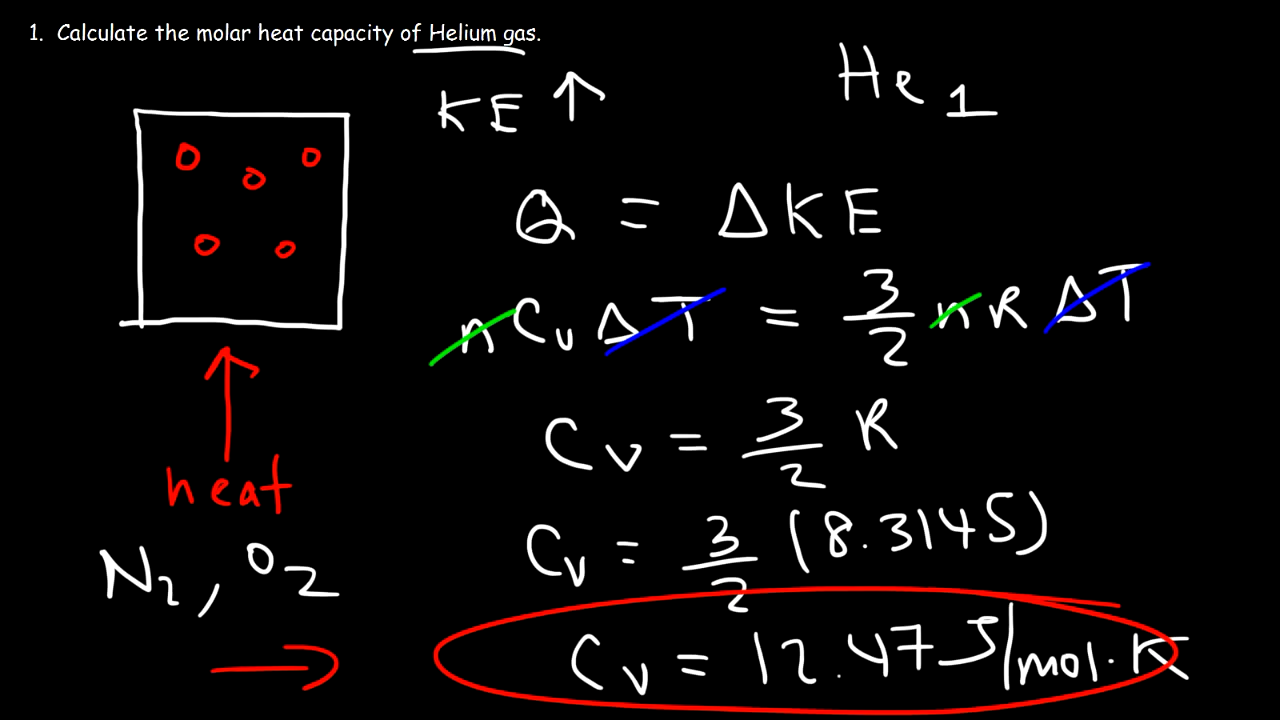 1. Calculate the molar heat capacity of Helium gas.
KE ↑
He 1
Q = ΔKE
nCᵥΔT = 3/2 nRΔT
Cᵥ = 3/2 R
heat
Cᵥ = 3/2 (8.3145)
N₂, O₂
Cᵥ = 12.47 J/mol·K